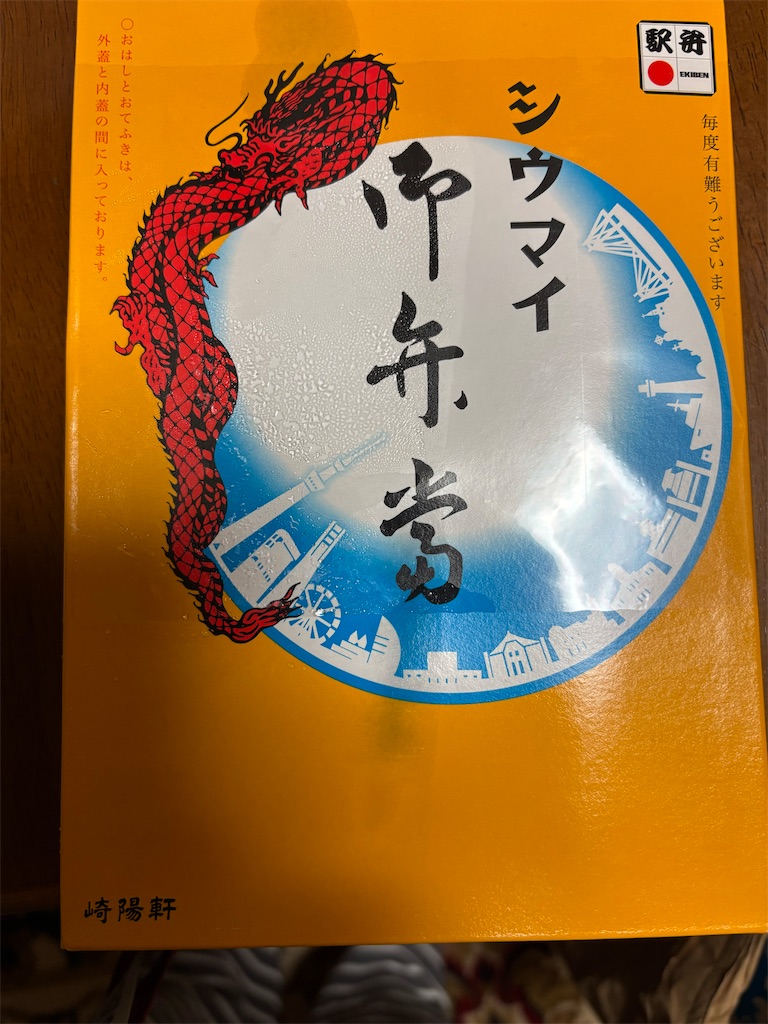 駅弁
EKIBEN
毎度有難うございます
シウマイ
御弁當
○おはしとおてふきは、
外蓋と内蓋の間に入っております。
崎陽軒